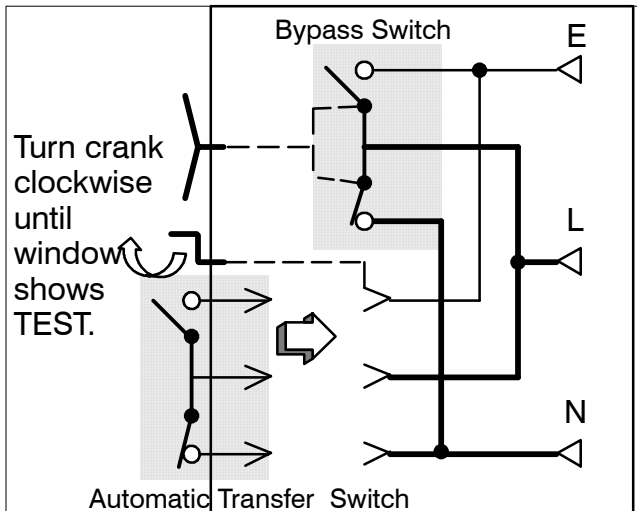 Bypass Switch
E
Turn crank
clockwise
until
window
shows
TEST.
L
N
Automatic Transfer Switch